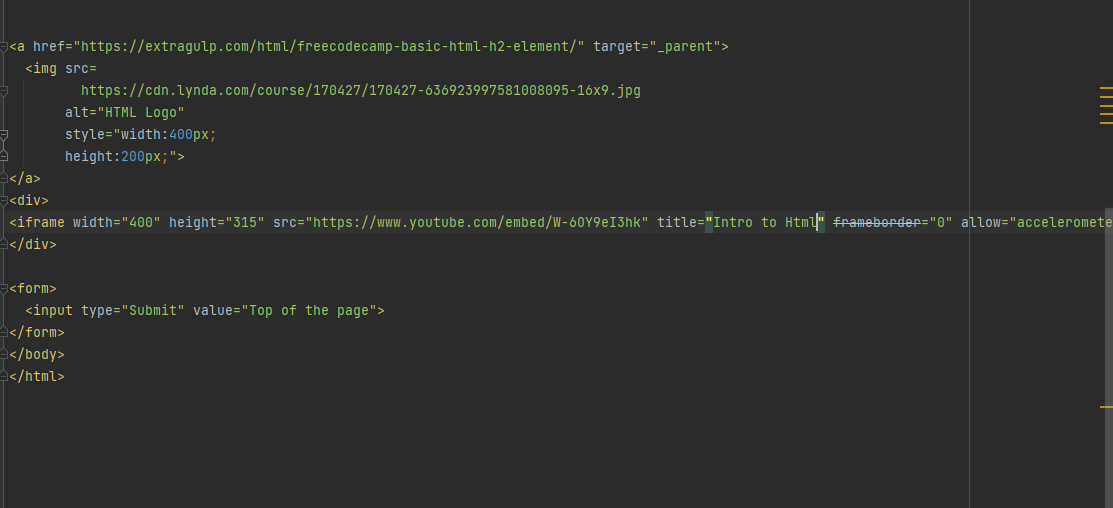 <a href="https://extragulp.com/html/freecodecamp-basic-html-h2-element/" target="_parent">
<img src=
https://cdn.lynda.com/course/170427/170427-636923997581008095-16x9.jpg
alt="HTML Logo"
style="width:400px;
height:200px;">
</a>
<div>
<iframe width="400" height="315" src="https://www.youtube.com/embed/W-6OY9eI3hk" title="Intro to Html" frameborder="0" allow="acceleromete
</div>
<form>
<input type="Submit" value="Top of the page">
</form>
</body>
</html>